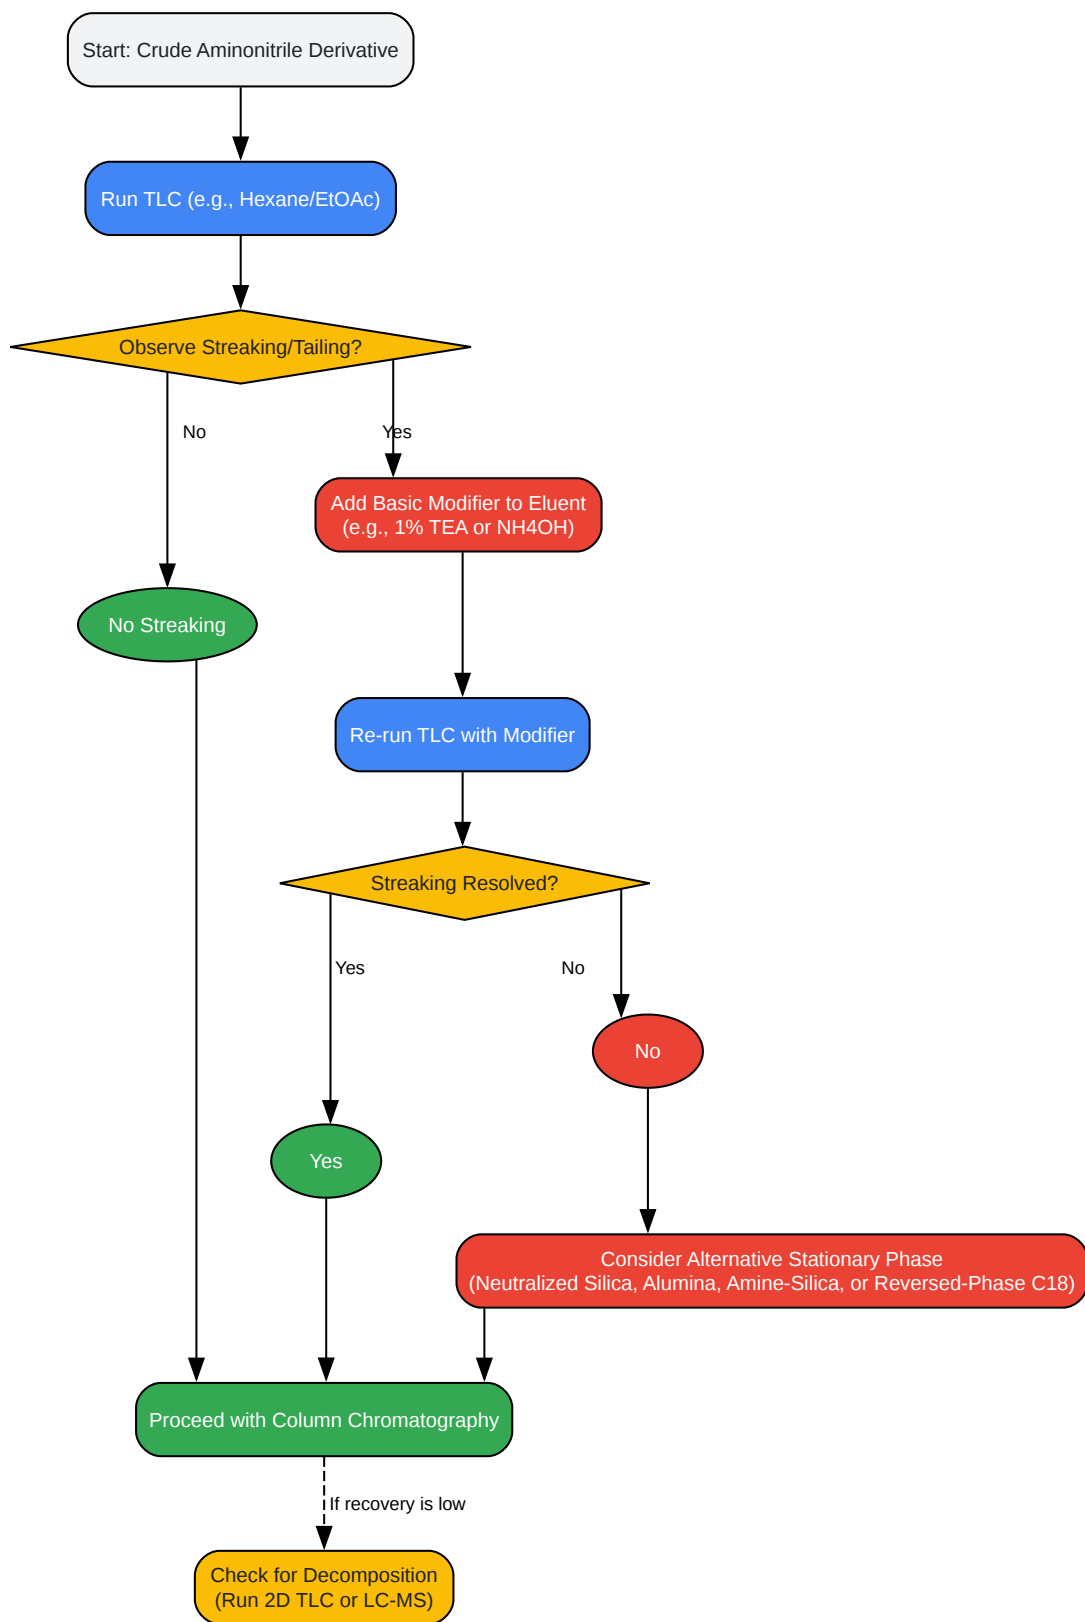 Start: Crude Aminonitrile Derivative
Run TLC (e.g., Hexane/EtOAc)
Observe Streaking/Tailing?
No
Yes
Add Basic Modifier to Eluent
(e.g., 1% TEA or NH4OH)
No Streaking
Re-run TLC with Modifier
Streaking Resolved?
Yes
No
No
Yes
Consider Alternative Stationary Phase
(Neutralized Silica, Alumina, Amine-Silica, or Reversed-Phase C18)
Proceed with Column Chromatography
If recovery is low
Check for Decomposition
(Run 2D TLC or LC-MS)